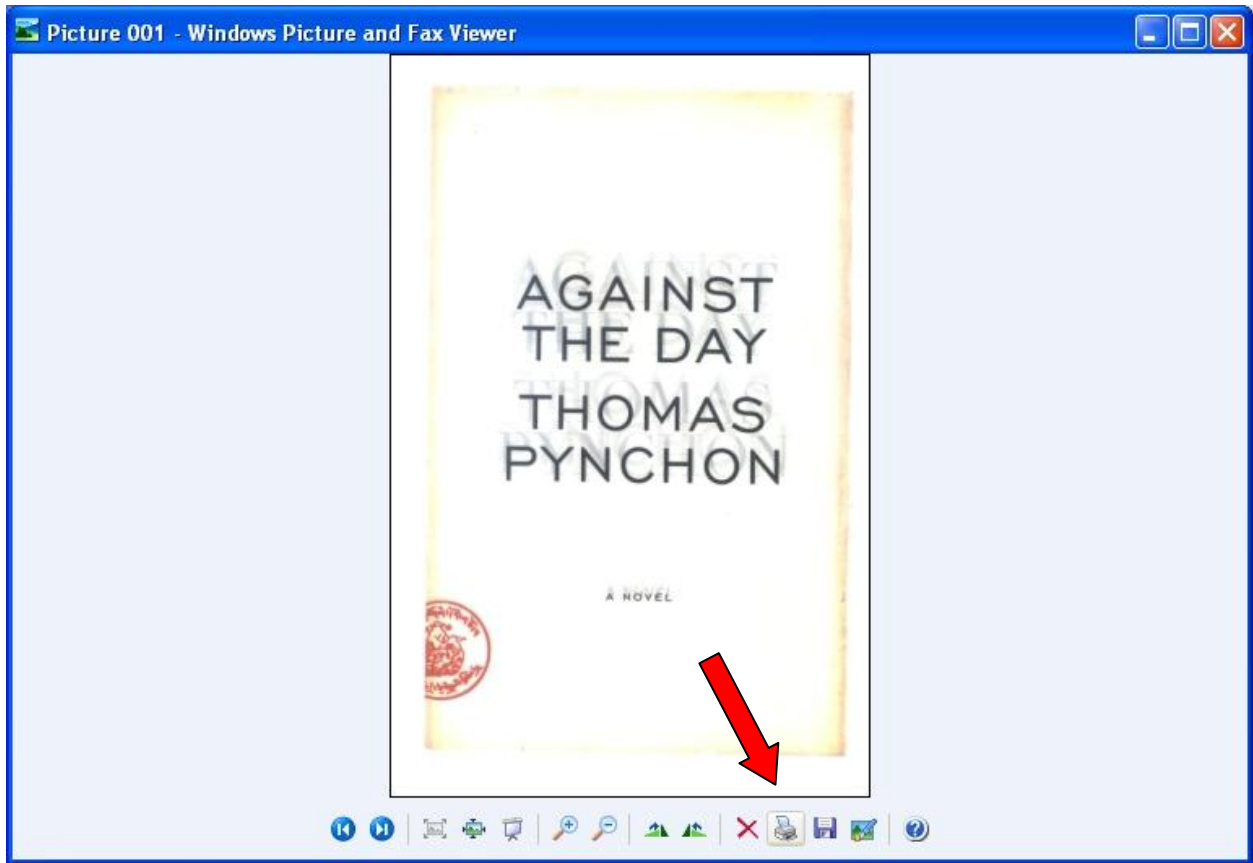 Picture 001 - Windows Picture and Fax Viewer
AGAINST
THE DAY
THOMAS
PYNCHON
A NOVEL